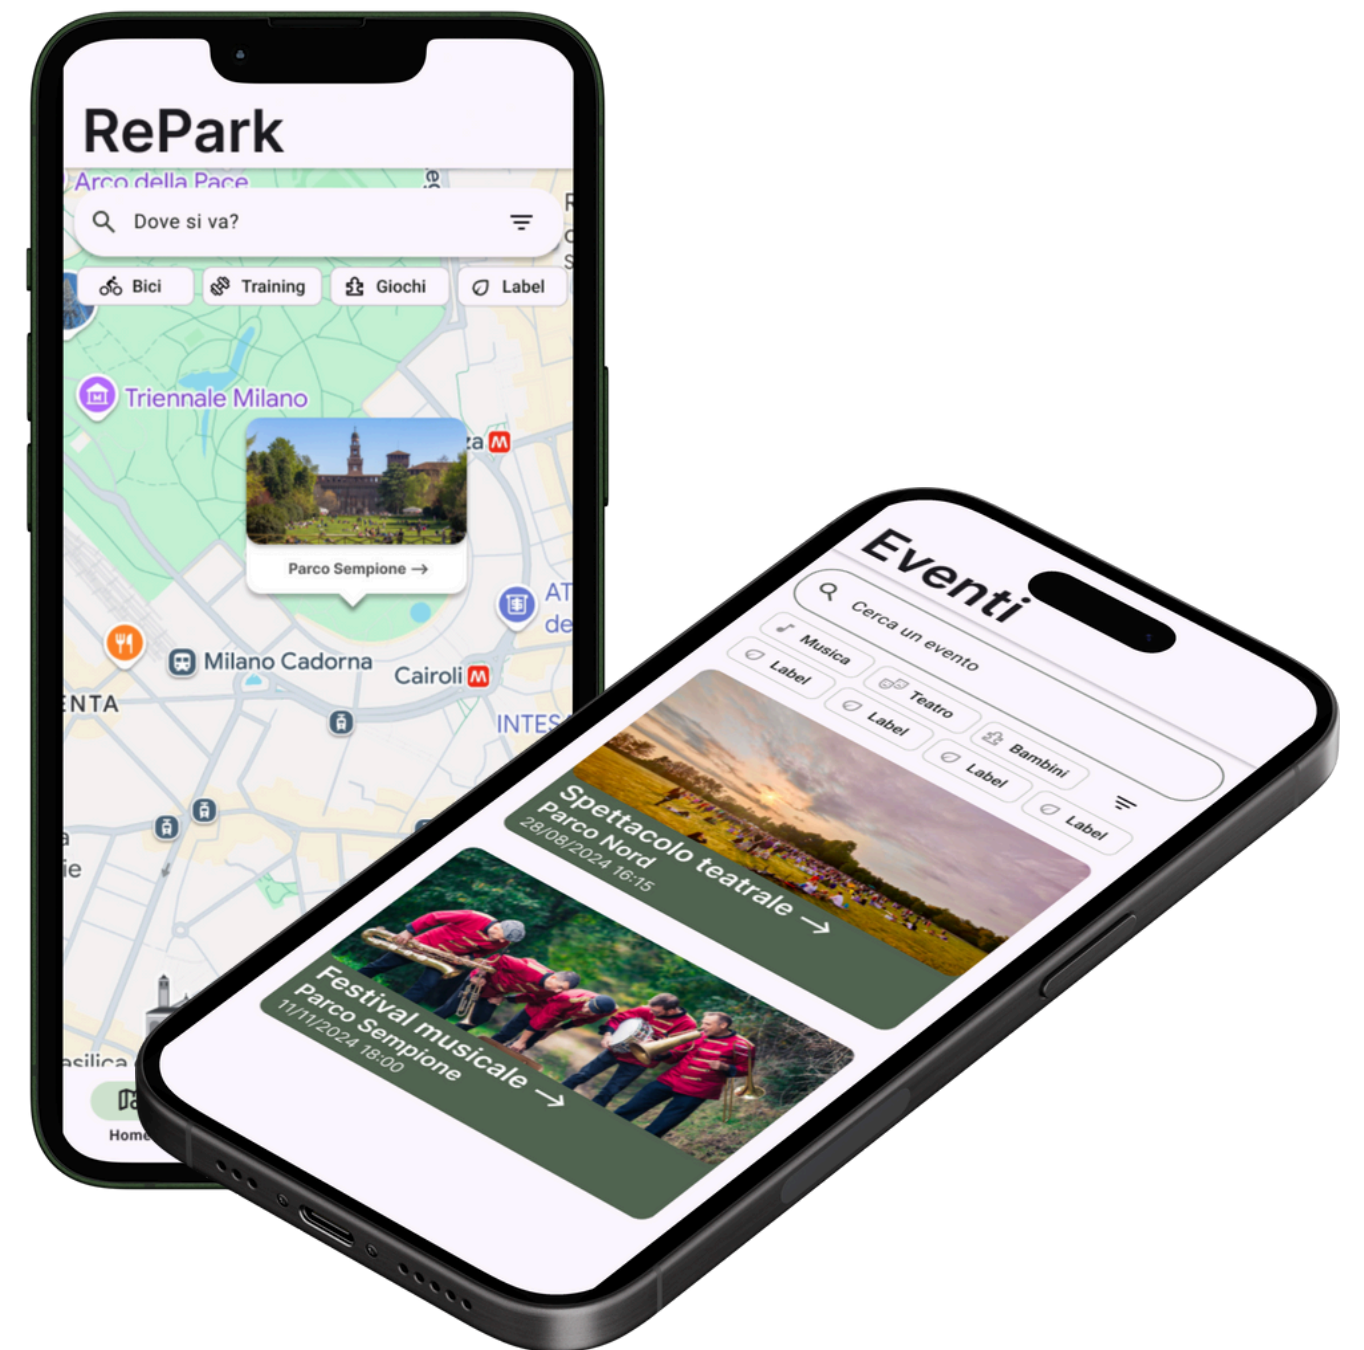 RePark
Arco della Pace
Dove si va?
Bici
Training
Giochi
Label
Triennale Milano
Parco Sempione →
Milano Cadorna
Cairoli
Home
Eventi
Cerca un evento
Musica
Teatro
Bambini
Label
Label
Label
Label
Spettacolo teatrale →
Parco Nord
28/08/2024 16:15
Festival musicale →
Parco Sempione
11/11/2024 18:00